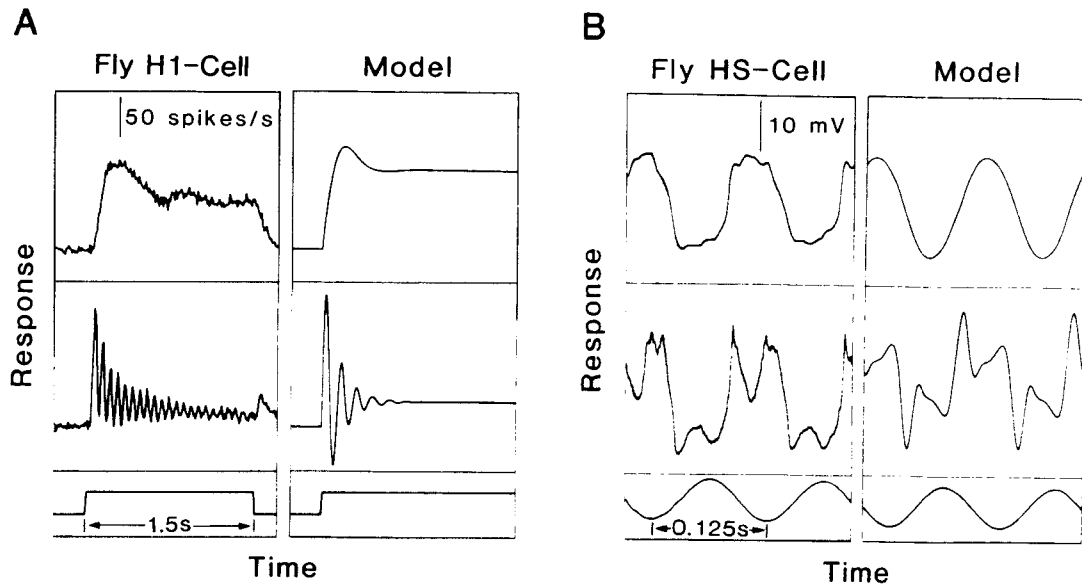 A
Fly H1-Cell
Model
50 spikes/s
Response
1.5s
Time
B
Fly HS-Cell
Model
10 mV
Response
0.125s
Time